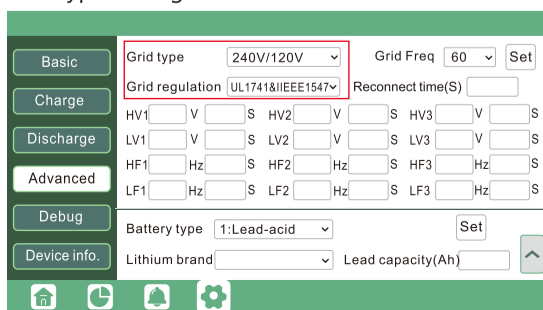 Basic
Charge
Discharge
Advanced
Debug
Device info.
Grid type 240V/120V Grid Freq 60 Set
Grid regulation UL1741&IIEEE1547 Reconnect time(S)
HV1 V S HV2 V S HV3 V S
LV1 V S LV2 V S LV3 V S
HF1 Hz S HF2 Hz S HF3 Hz S
LF1 Hz S LF2 Hz S LF3 Hz S
Battery type 1:Lead-acid Set
Lithium brand Lead capacity(Ah)